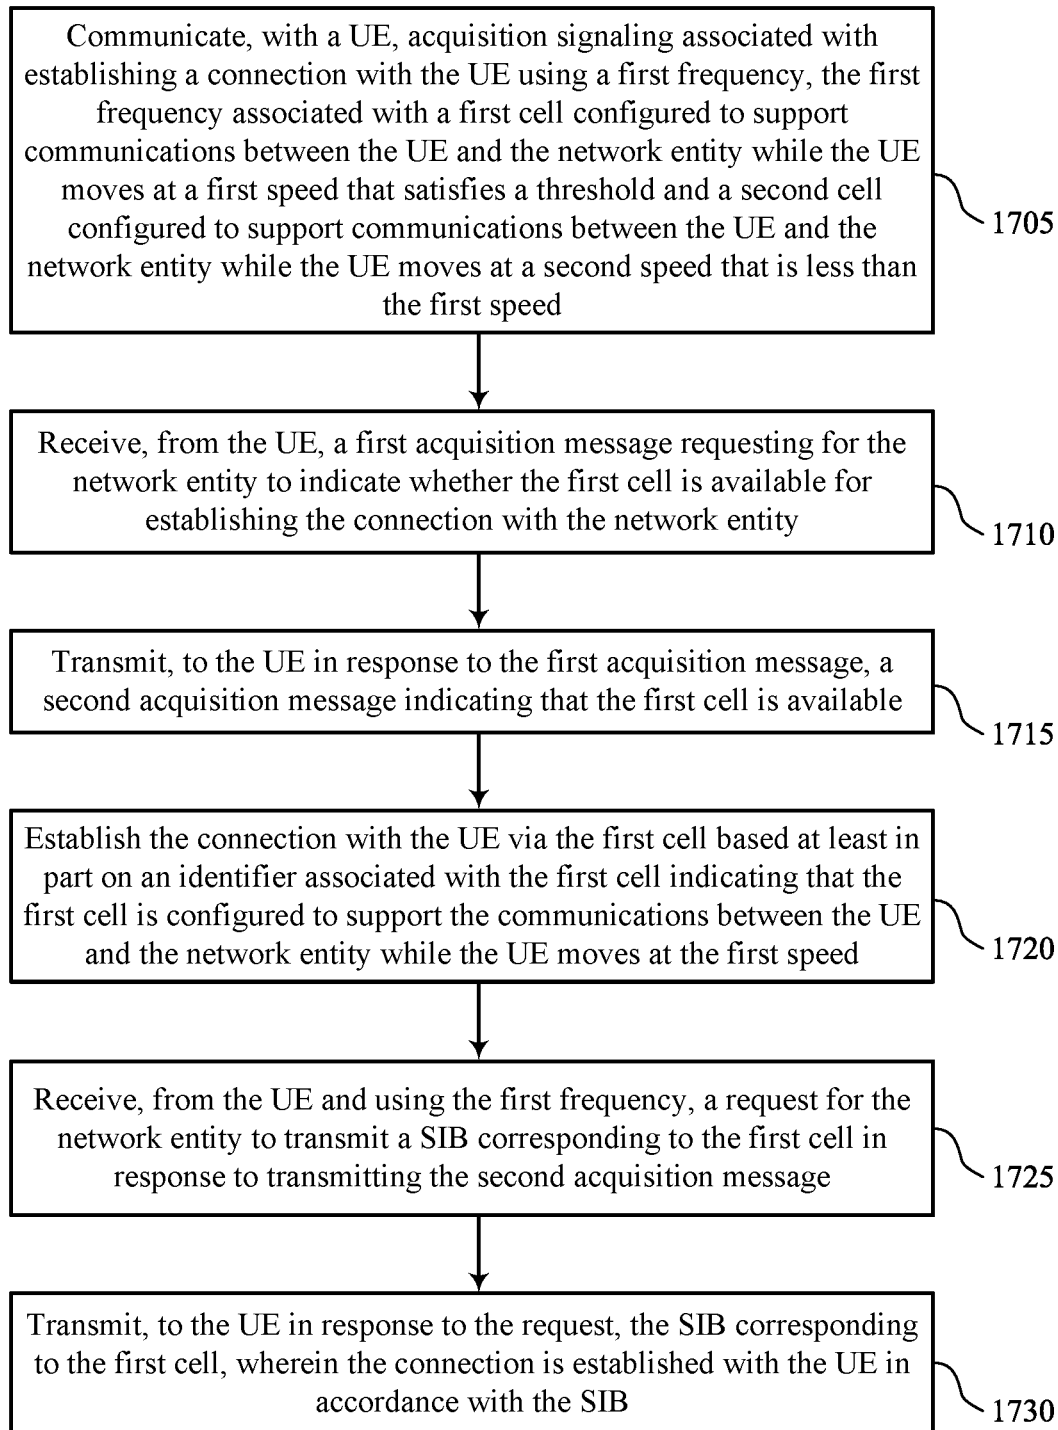 Communicate, with a UE, acquisition signaling associated with
establishing a connection with the UE using a first frequency, the first
frequency associated with a first cell configured to support
communications between the UE and the network entity while the UE
moves at a first speed that satisfies a threshold and a second cell
configured to support communications between the UE and the
network entity while the UE moves at a second speed that is less than
the first speed
1705
Receive, from the UE, a first acquisition message requesting for the
network entity to indicate whether the first cell is available for
establishing the connection with the network entity
1710
Transmit, to the UE in response to the first acquisition message, a
second acquisition message indicating that the first cell is available
1715
Establish the connection with the UE via the first cell based at least in
part on an identifier associated with the first cell indicating that the
first cell is configured to support the communications between the UE
and the network entity while the UE moves at the first speed
1720
Receive, from the UE and using the first frequency, a request for the
network entity to transmit a SIB corresponding to the first cell in
response to transmitting the second acquisition message
1725
Transmit, to the UE in response to the request, the SIB corresponding
to the first cell, wherein the connection is established with the UE in
accordance with the SIB
1730